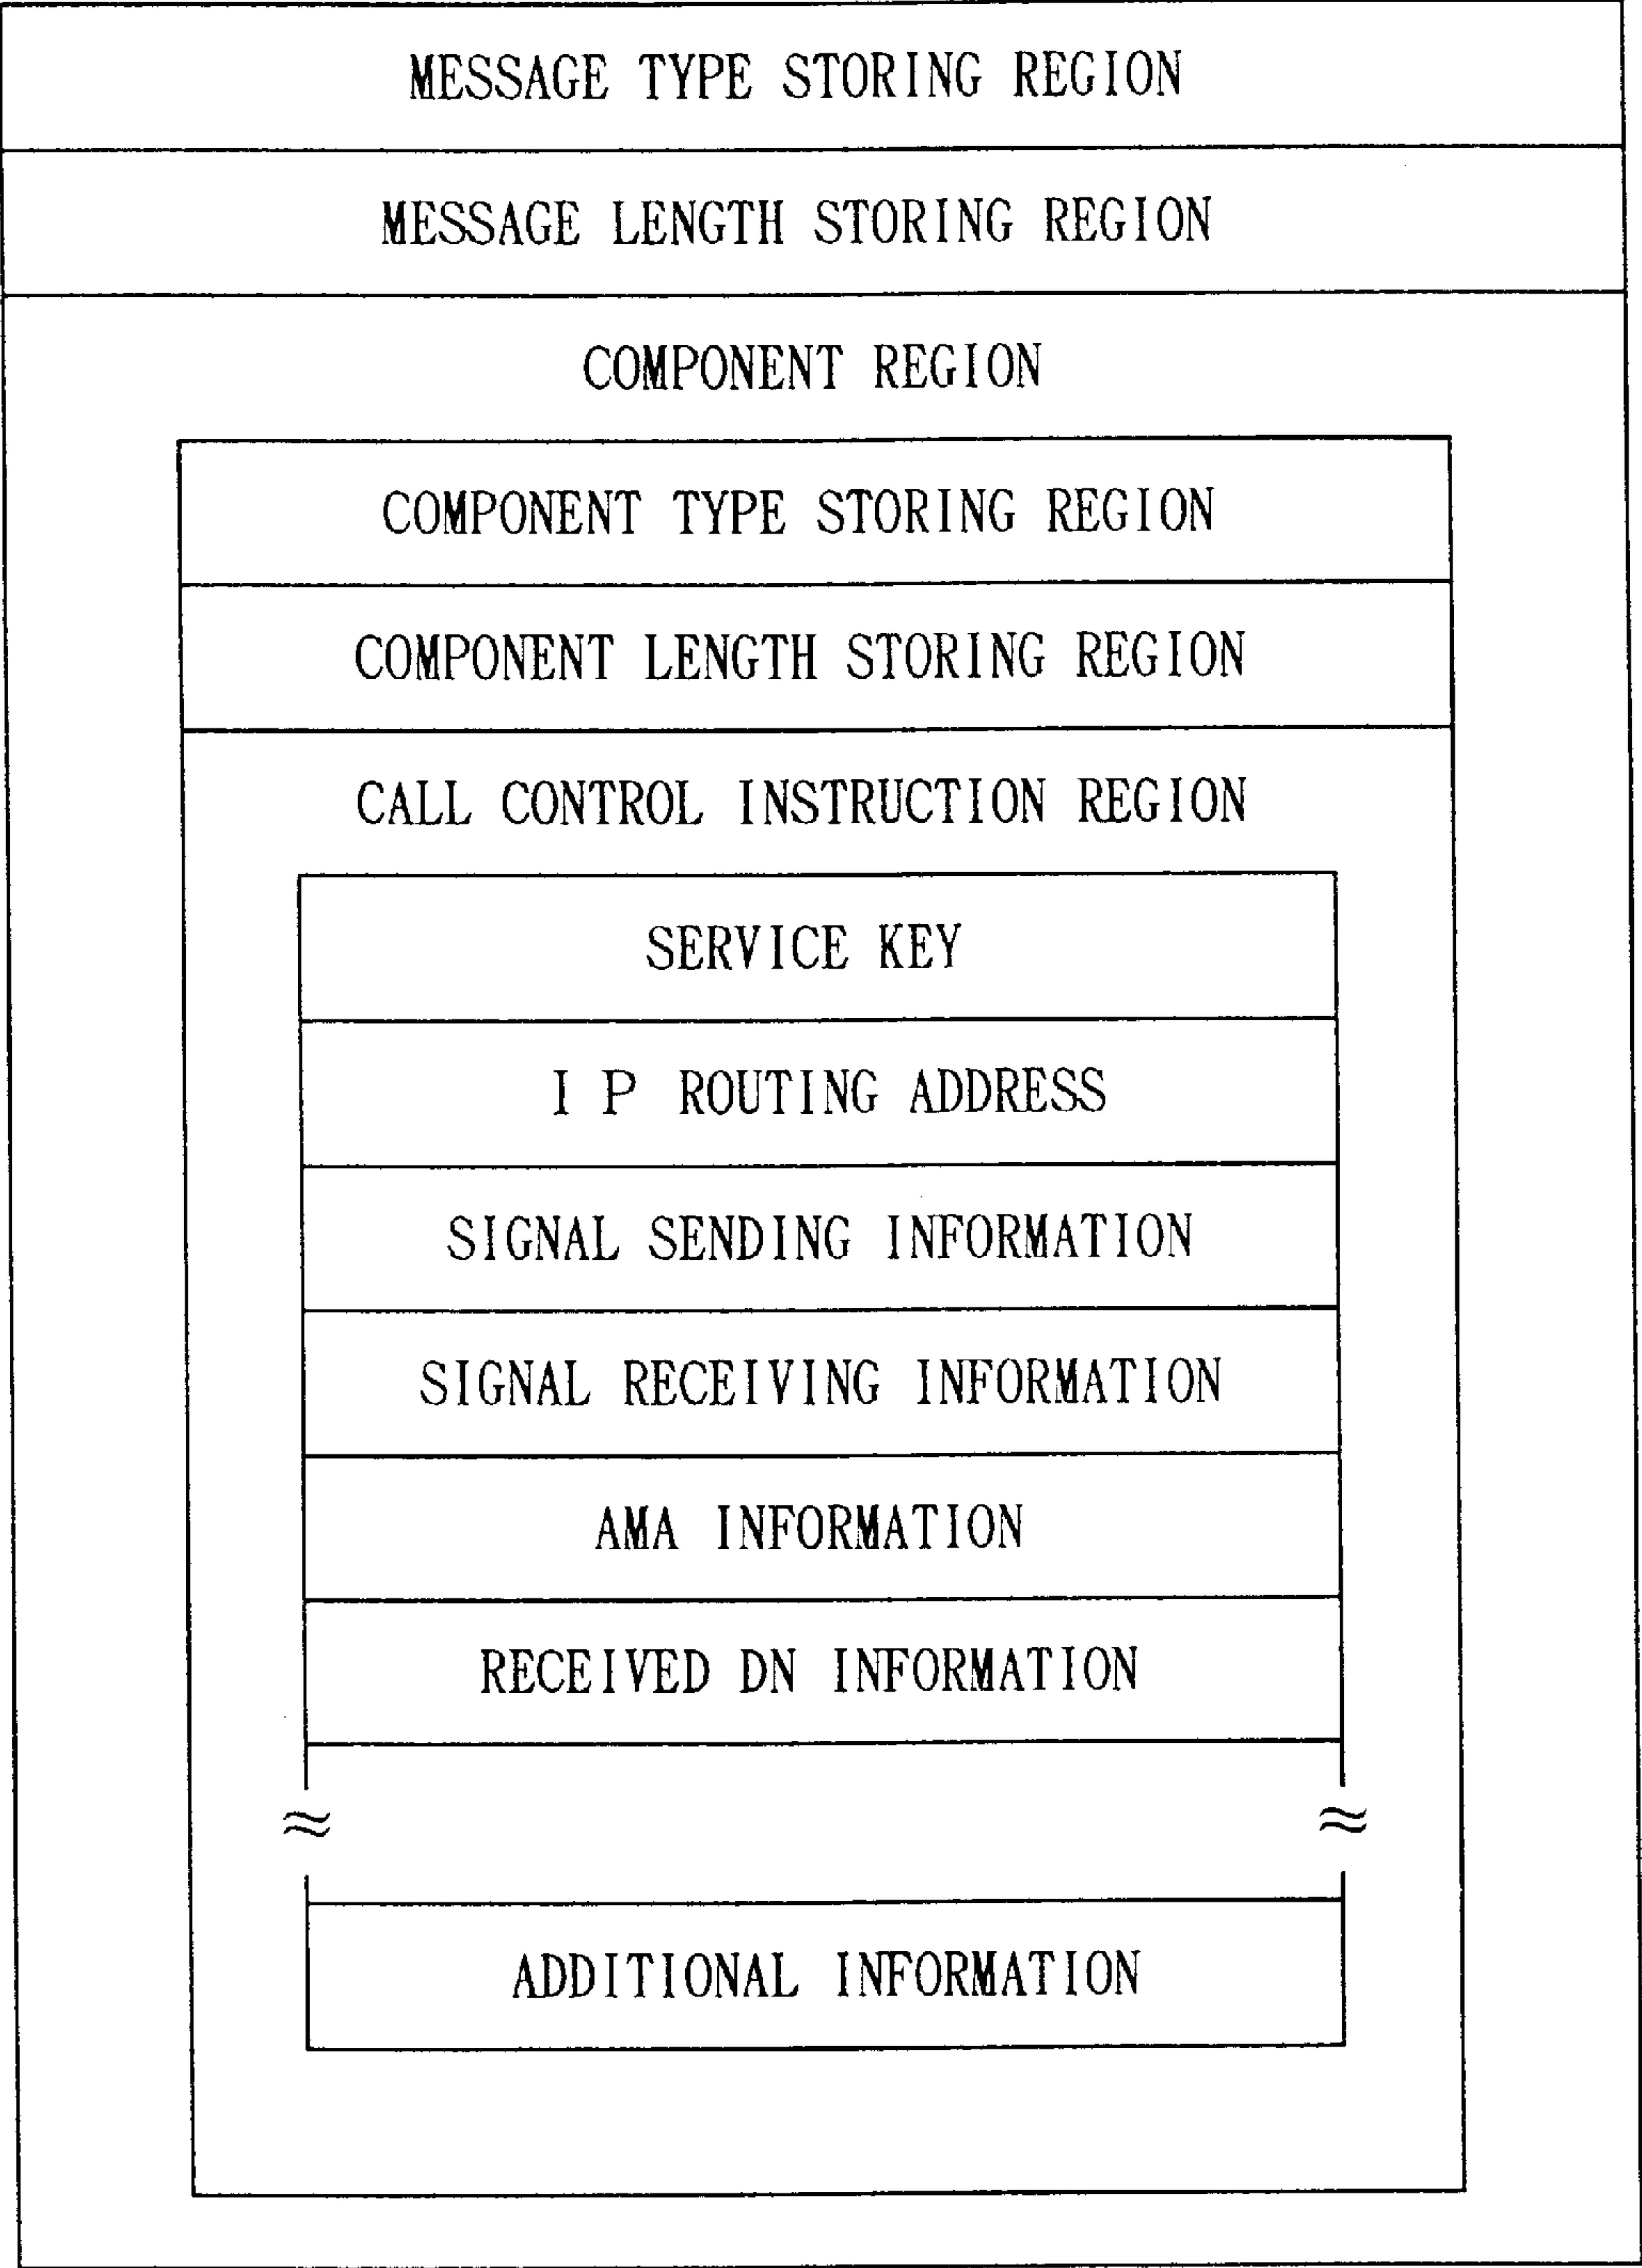 MESSAGE TYPE STORING REGION
MESSAGE LENGTH STORING REGION
COMPONENT REGION
COMPONENT TYPE STORING REGION
COMPONENT LENGTH STORING REGION
CALL CONTROL INSTRUCTION REGION
SERVICE KEY
I P ROUTING ADDRESS
SIGNAL SENDING INFORMATION
SIGNAL RECEIVING INFORMATION
AMA INFORMATION
RECEIVED DN INFORMATION
ADDITIONAL INFORMATION